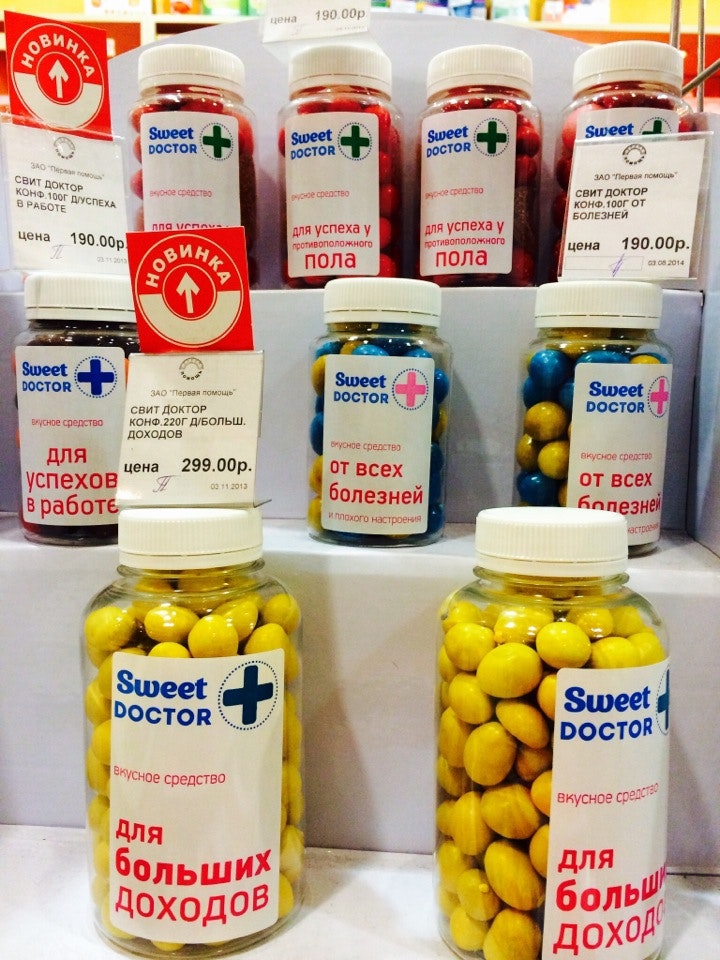 190.00р.
цена
НОВИНКА
ЗАО "Первая помощь"
СВИТ ДОКТОР
КОНФ.100Г Д/УСПЕХА
В РАБОТЕ
цена 190.00р.
03.11.2013
Sweet
DOCTOR
вкусное средство
для успеха
Sweet
DOCTOR
вкусное средство
для успеха у
противоположного
пола
Sweet
DOCTOR
вкусное средство
для успеха у
противоположного
пола
Sweet
ЗАО "Первая помощь"
СВИТ ДОКТОР
КОНФ.100Г ОТ
БОЛЕЗНЕЙ
цена 190.00р.
03.08.2014
Sweet
DOCTOR
вкусное средство
для
успехов
в работе
НОВИНКА
ЗАО "Первая помощь"
СВИТ ДОКТОР
КОНФ.220Г Д/БОЛЬШ.
ДОХОДОВ
цена 299.00р.
03.11.2013
Sweet
DOCTOR
вкусное средство
от всех
болезней
и плохого настроения
Sweet
DOCTOR
вкусное средство
от всех
болезней
настроения
Sweet
DOCTOR
вкусное средство
для
больших
доходов
Sweet
DOCTOR
вкусное средство
для
больших
доходов